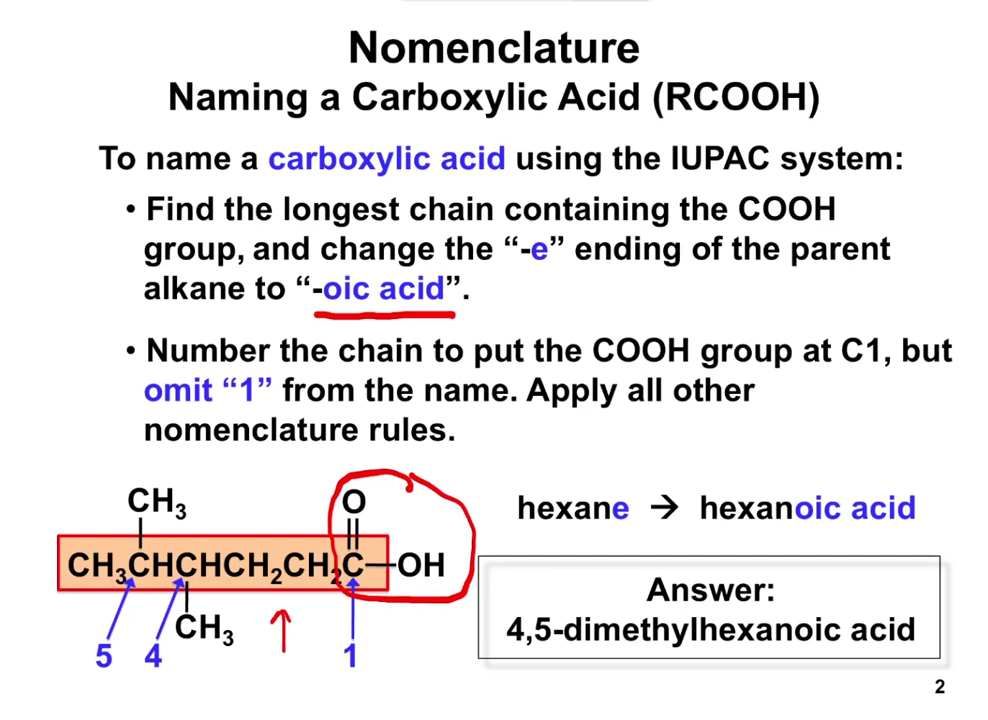 Nomenclature
Naming a Carboxylic Acid (RCOOH)
To name a carboxylic acid using the IUPAC system:
• Find the longest chain containing the COOH
group, and change the “-e” ending of the parent
alkane to “-oic acid”.
• Number the chain to put the COOH group at C1, but
omit “1” from the name. Apply all other
nomenclature rules.
CH₃
O
hexane → hexanoic acid
CH₃CHCHCH₂CH₂C—OH
CH₃
5 4 1
Answer:
4,5-dimethylhexanoic acid
2